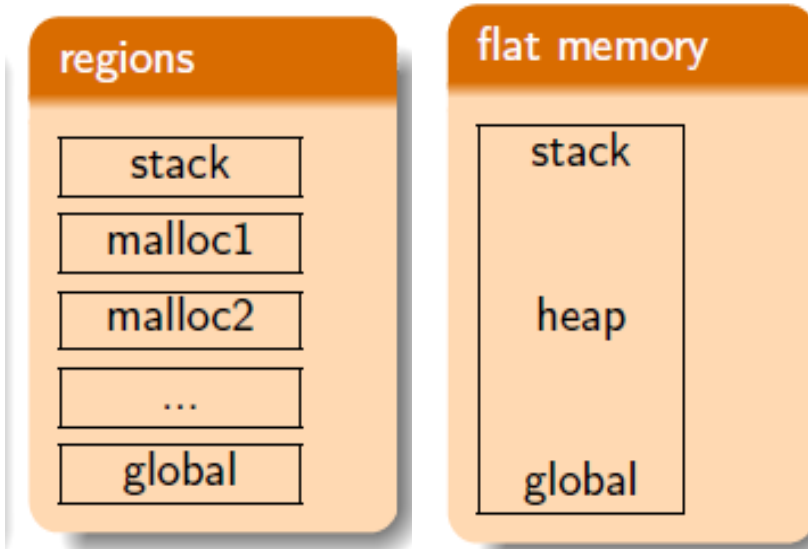 regions
stack
malloc1
malloc2
...
global
flat memory
stack
heap
global